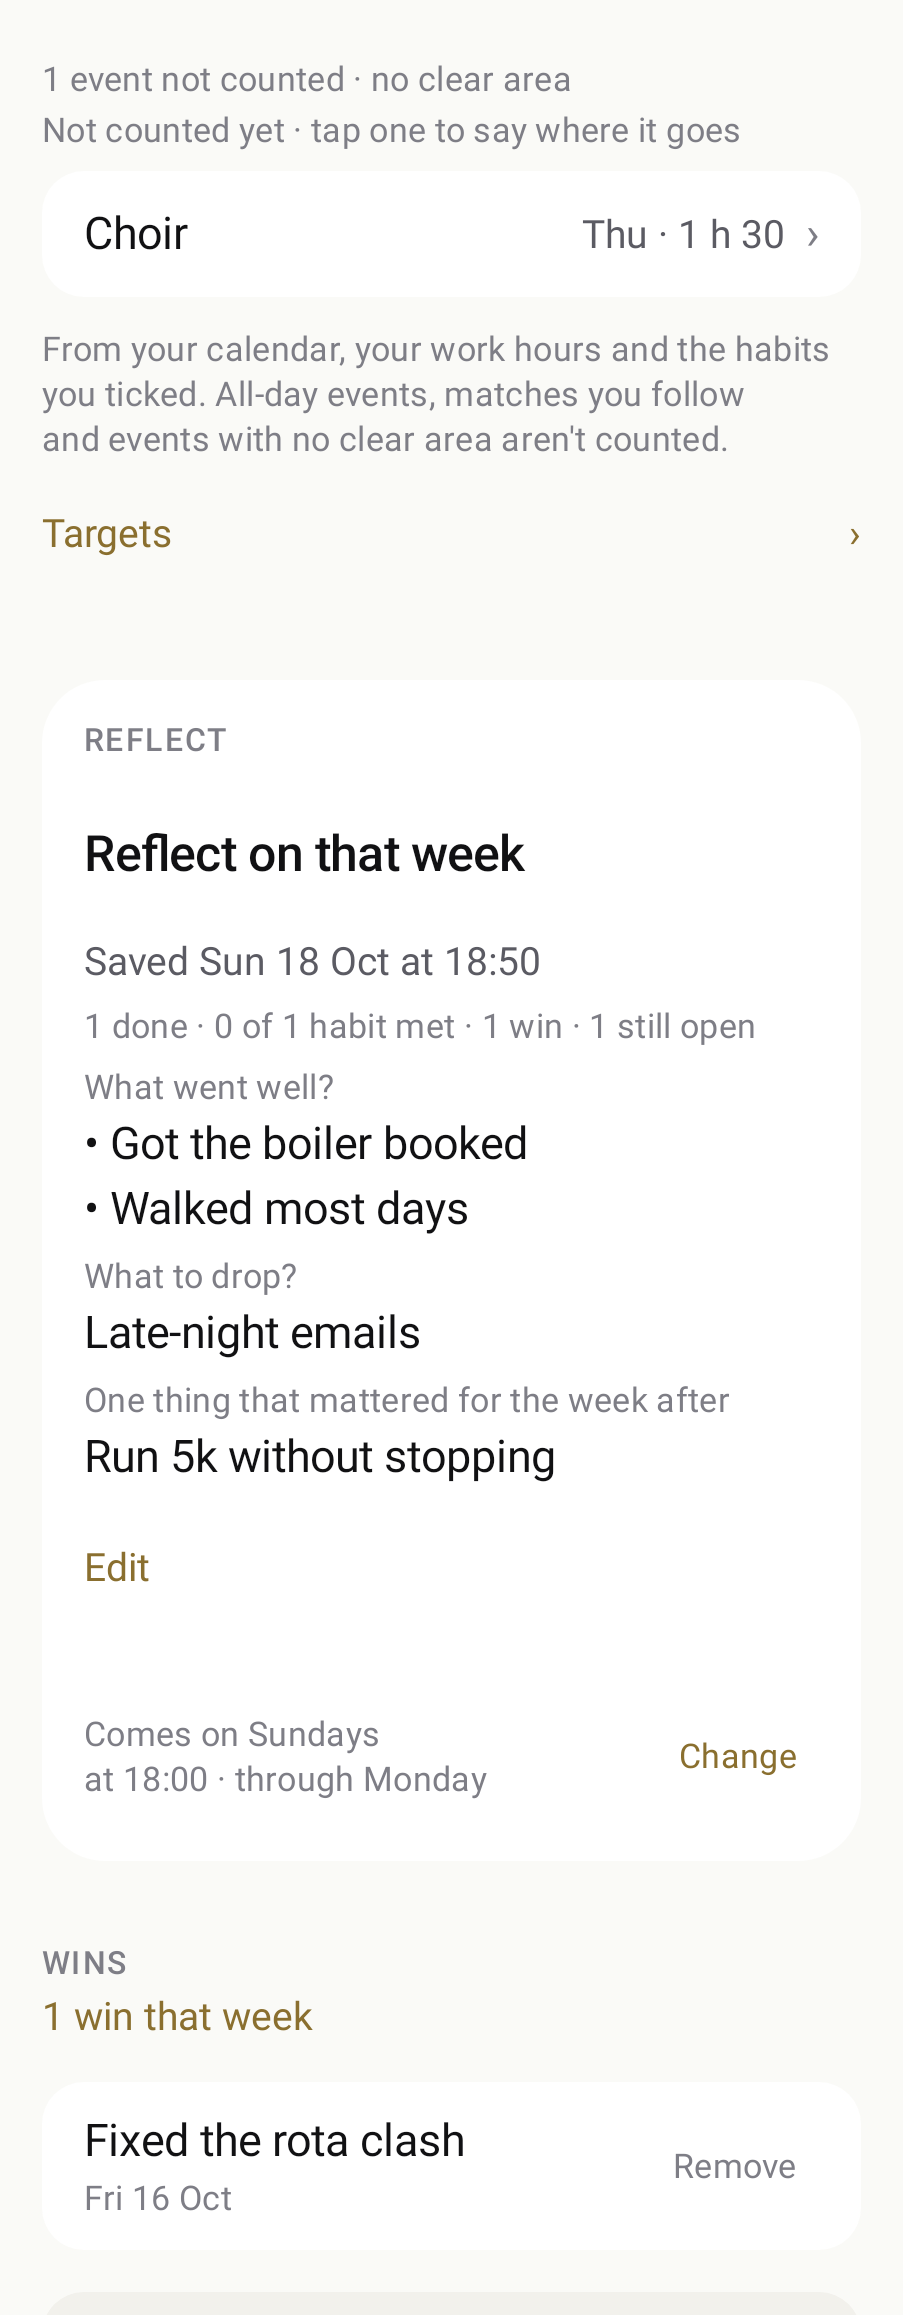 1 event not counted · no clear area
Not counted yet · tap one to say where it goes
Choir
Thu · 1 h 30 ›
From your calendar, your work hours and the habits
you ticked. All-day events, matches you follow
and events with no clear area aren't counted.
Targets ›
REFLECT
Reflect on that week
Saved Sun 18 Oct at 18:50
1 done · 0 of 1 habit met · 1 win · 1 still open
What went well?
• Got the boiler booked
• Walked most days
What to drop?
Late-night emails
One thing that mattered for the week after
Run 5k without stopping
Edit
Comes on Sundays
at 18:00 · through Monday
Change
WINS
1 win that week
Fixed the rota clash
Fri 16 Oct
Remove